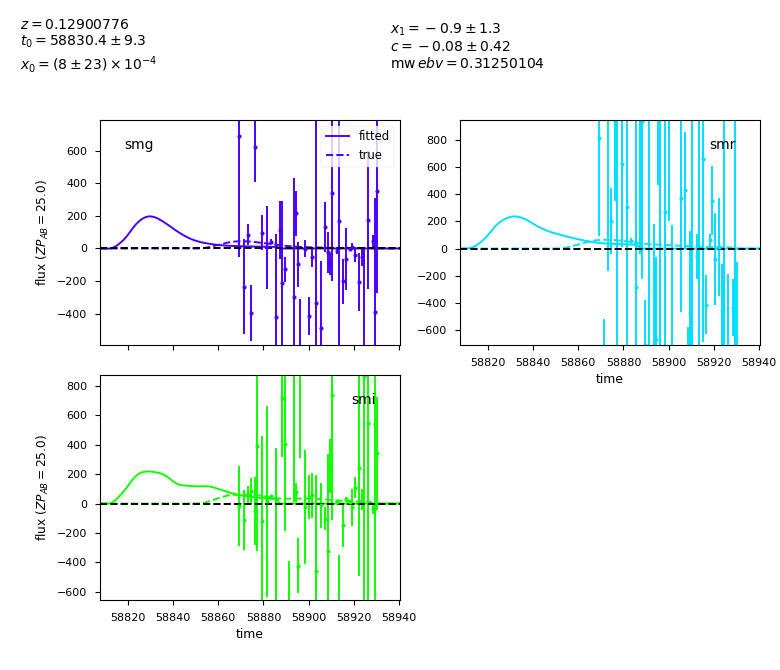 z = 0.12900776
t₀ = 58830.4 ± 9.3
x₀ = (8 ± 23) × 10⁻⁴
x₁ = −0.9 ± 1.3
c = −0.08 ± 0.42
mw ebv = 0.31250104
smg
fitted
true
600
400
200
0
−200
−400
flux (ZP_AB = 25.0)
smr
800
600
400
200
0
−200
−400
−600
58820 58840 58860 58880 58900 58920 58940
time
smi
800
600
400
200
0
−200
−400
−600
flux (ZP_AB = 25.0)
58820 58840 58860 58880 58900 58920 58940
time